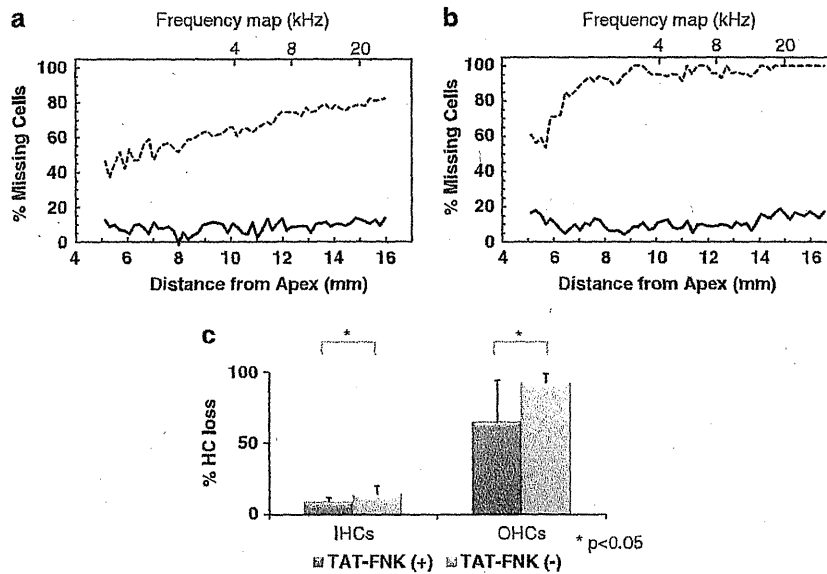 a
Frequency map (kHz)
4 8 20
100
80
60
40
20
0
% Missing Cells
4 6 8 10 12 14 16
Distance from Apex (mm)
b
Frequency map (kHz)
4 8 20
100
80
60
40
20
0
% Missing Cells
4 6 8 10 12 14 16
Distance from Apex (mm)
c
* *
100
50
0
% HC loss
IHCs OHCs
* p<0.05
TAT-FNK (+) TAT-FNK (-)